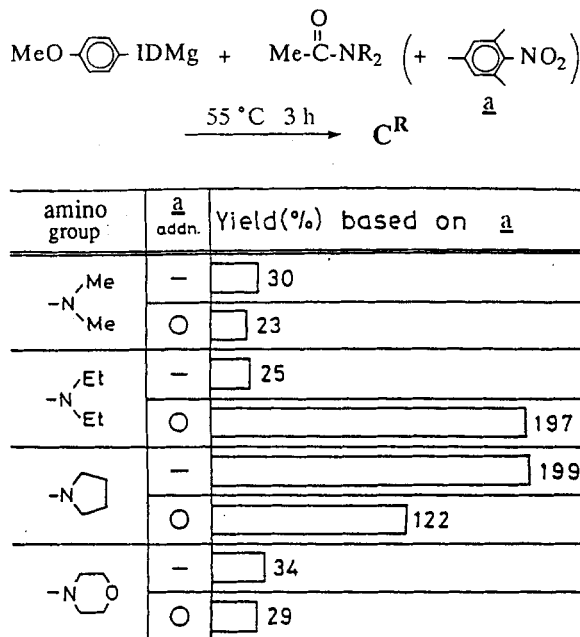 O
MeO IDMg + Me-C-NR₂ (+ NO₂)
a
55 °C 3 h Cᴿ
amino group a addn. Yield(%) based on a
-N Me Me – 30
○ 23
-N Et Et – 25
○ 197
-N – 199
○ 122
-N O – 34
○ 29